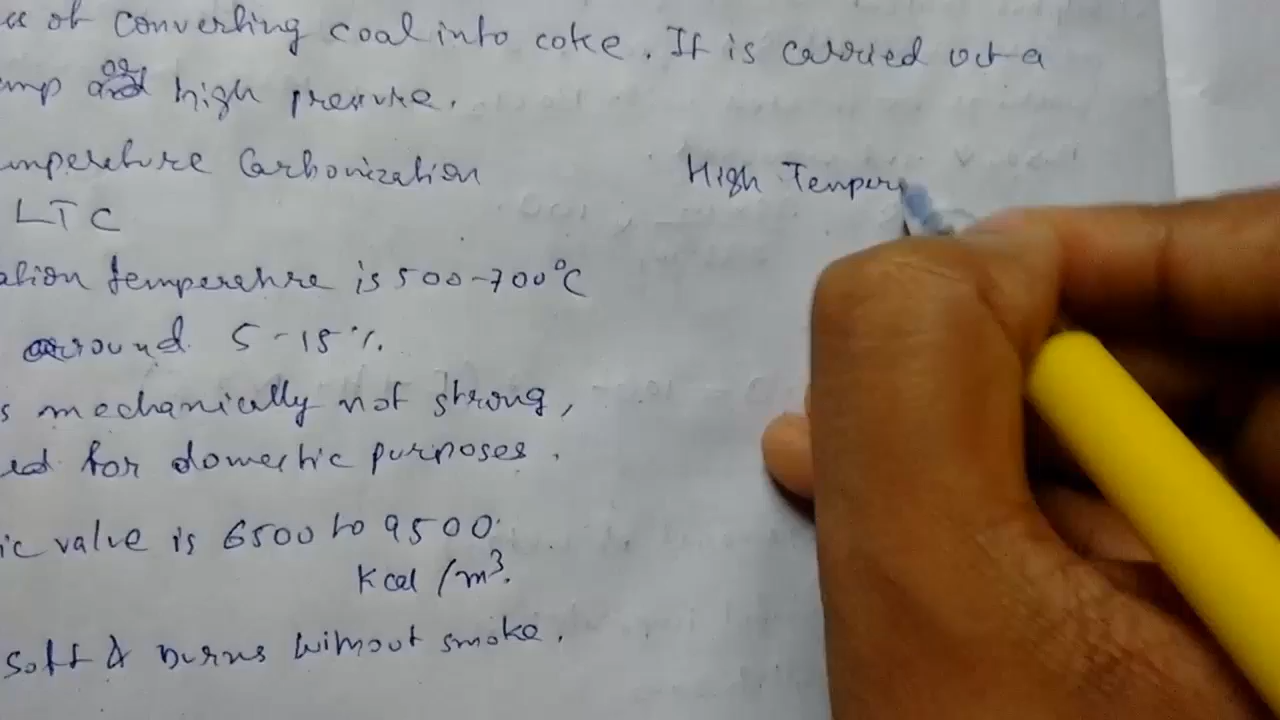 of converting coal into coke. It is carried out a
or high pressure.
Carbonization
High Temper
LTC
temperature is 500-700°C
around 5-15%.
mechanically not strong,
for domestic purposes.
value is 6500 to 9500
Kcal/m³.
soft & Burns without smoke.